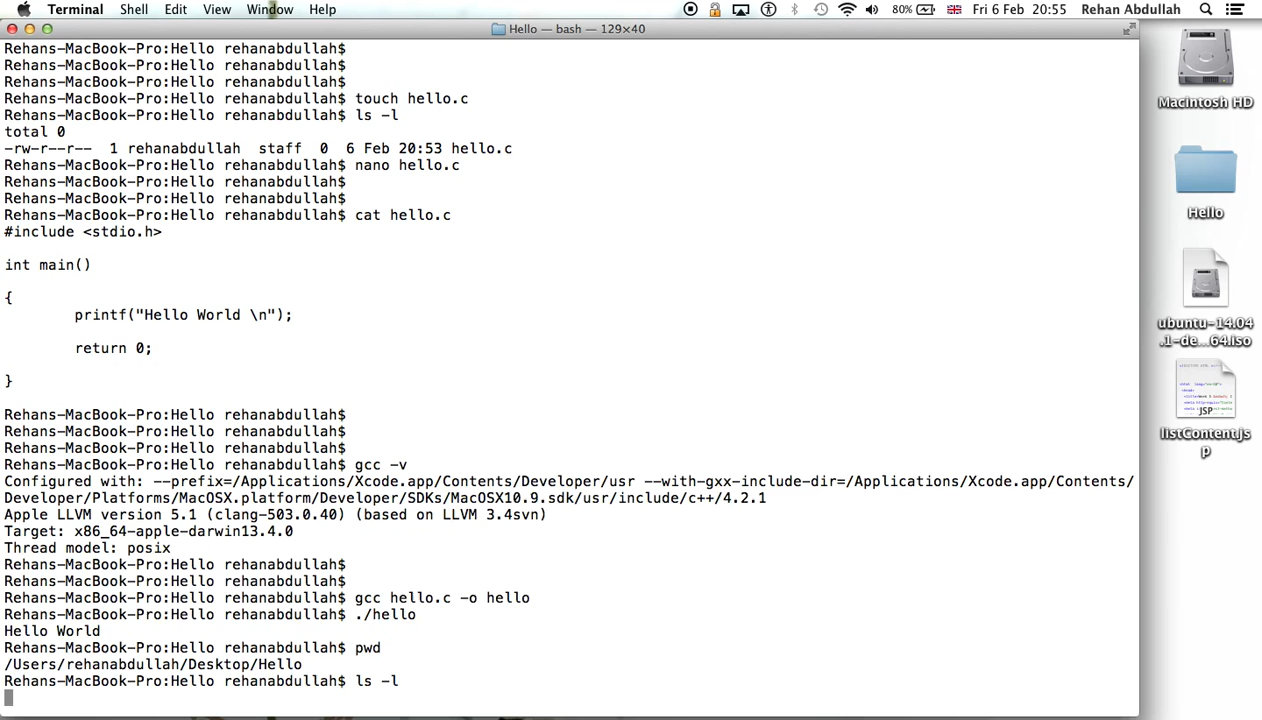 Terminal Shell Edit View Window Help 80% Fri 6 Feb 20:55 Rehan Abdullah
Hello — bash — 129×40
Rehans-MacBook-Pro:Hello rehanabdullah$
Rehans-MacBook-Pro:Hello rehanabdullah$
Rehans-MacBook-Pro:Hello rehanabdullah$
Rehans-MacBook-Pro:Hello rehanabdullah$ touch hello.c
Rehans-MacBook-Pro:Hello rehanabdullah$ ls -l
total 0
-rw-r--r--  1 rehanabdullah  staff  0  6 Feb 20:53 hello.c
Rehans-MacBook-Pro:Hello rehanabdullah$ nano hello.c
Rehans-MacBook-Pro:Hello rehanabdullah$
Rehans-MacBook-Pro:Hello rehanabdullah$
Rehans-MacBook-Pro:Hello rehanabdullah$ cat hello.c
#include <stdio.h>
int main()
{
printf("Hello World \n");
return 0;
}
Rehans-MacBook-Pro:Hello rehanabdullah$
Rehans-MacBook-Pro:Hello rehanabdullah$
Rehans-MacBook-Pro:Hello rehanabdullah$
Rehans-MacBook-Pro:Hello rehanabdullah$ gcc -v
Configured with: --prefix=/Applications/Xcode.app/Contents/Developer/usr --with-gxx-include-dir=/Applications/Xcode.app/Contents/
Developer/Platforms/MacOSX.platform/Developer/SDKs/MacOSX10.9.sdk/usr/include/c++/4.2.1
Apple LLVM version 5.1 (clang-503.0.40) (based on LLVM 3.4svn)
Target: x86_64-apple-darwin13.4.0
Thread model: posix
Rehans-MacBook-Pro:Hello rehanabdullah$
Rehans-MacBook-Pro:Hello rehanabdullah$
Rehans-MacBook-Pro:Hello rehanabdullah$ gcc hello.c -o hello
Rehans-MacBook-Pro:Hello rehanabdullah$ ./hello
Hello World
Rehans-MacBook-Pro:Hello rehanabdullah$ pwd
/Users/rehanabdullah/Desktop/Hello
Rehans-MacBook-Pro:Hello rehanabdullah$ ls -l
Macintosh HD
Hello
ubuntu-14.04
.1-de...64.iso
JSP
listContent.js
p